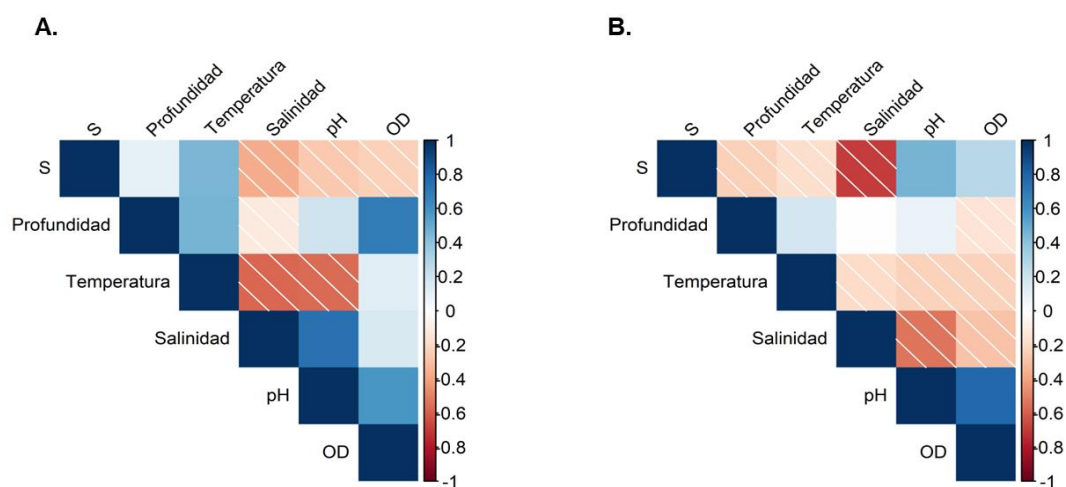 A.
S
Profundidad
Temperatura
Salinidad
pH
OD
S
Profundidad
Temperatura
Salinidad
pH
OD
1
0.8
0.6
0.4
0.2
0
-0.2
-0.4
-0.6
-0.8
-1
B.
S
Profundidad
Temperatura
Salinidad
pH
OD
S
Profundidad
Temperatura
Salinidad
pH
OD
1
0.8
0.6
0.4
0.2
0
-0.2
-0.4
-0.6
-0.8
-1